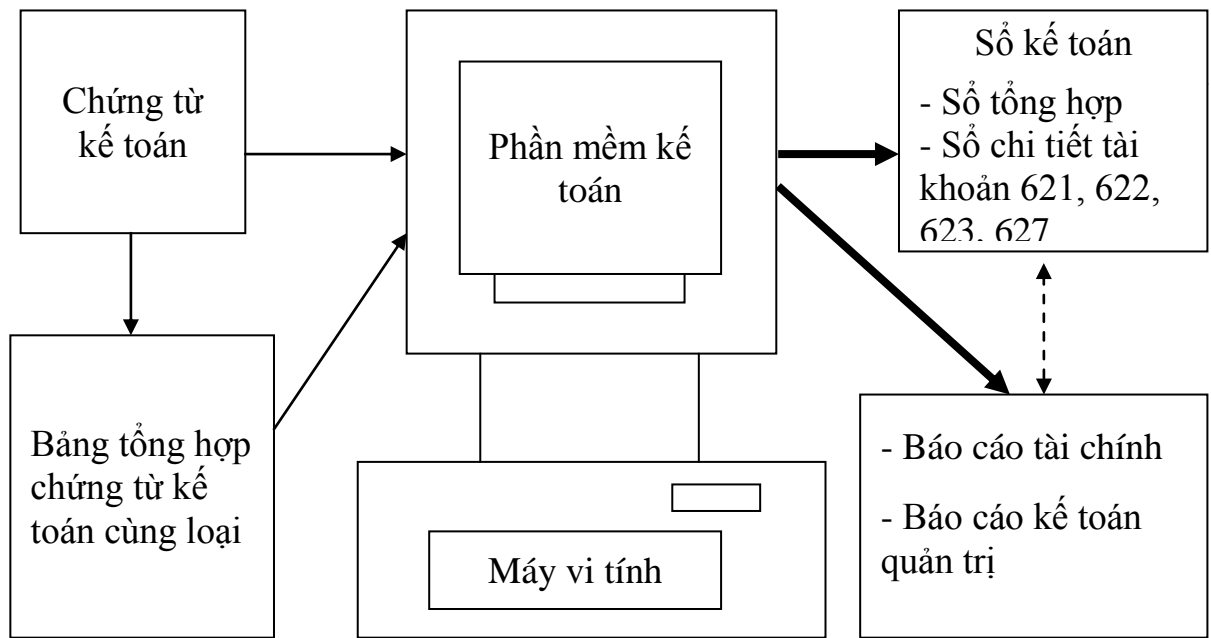 Chứng từ
kế toán
Bảng tổng hợp
chứng từ kế
toán cùng loại
Phần mềm kế
toán
Máy vi tính
Sổ kế toán
- Sổ tổng hợp
- Sổ chi tiết tài
khoản 621, 622,
623, 627
- Báo cáo tài chính
- Báo cáo kế toán
quản trị